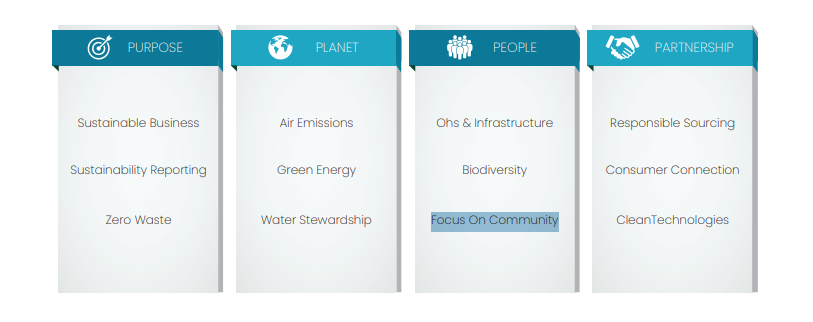 PURPOSE
Sustainable Business
Sustainability Reporting
Zero Waste
PLANET
Air Emissions
Green Energy
Water Stewardship
PEOPLE
Ohs & Infrastructure
Biodiversity
Focus On Community
PARTNERSHIP
Responsible Sourcing
Consumer Connection
CleanTechnologies